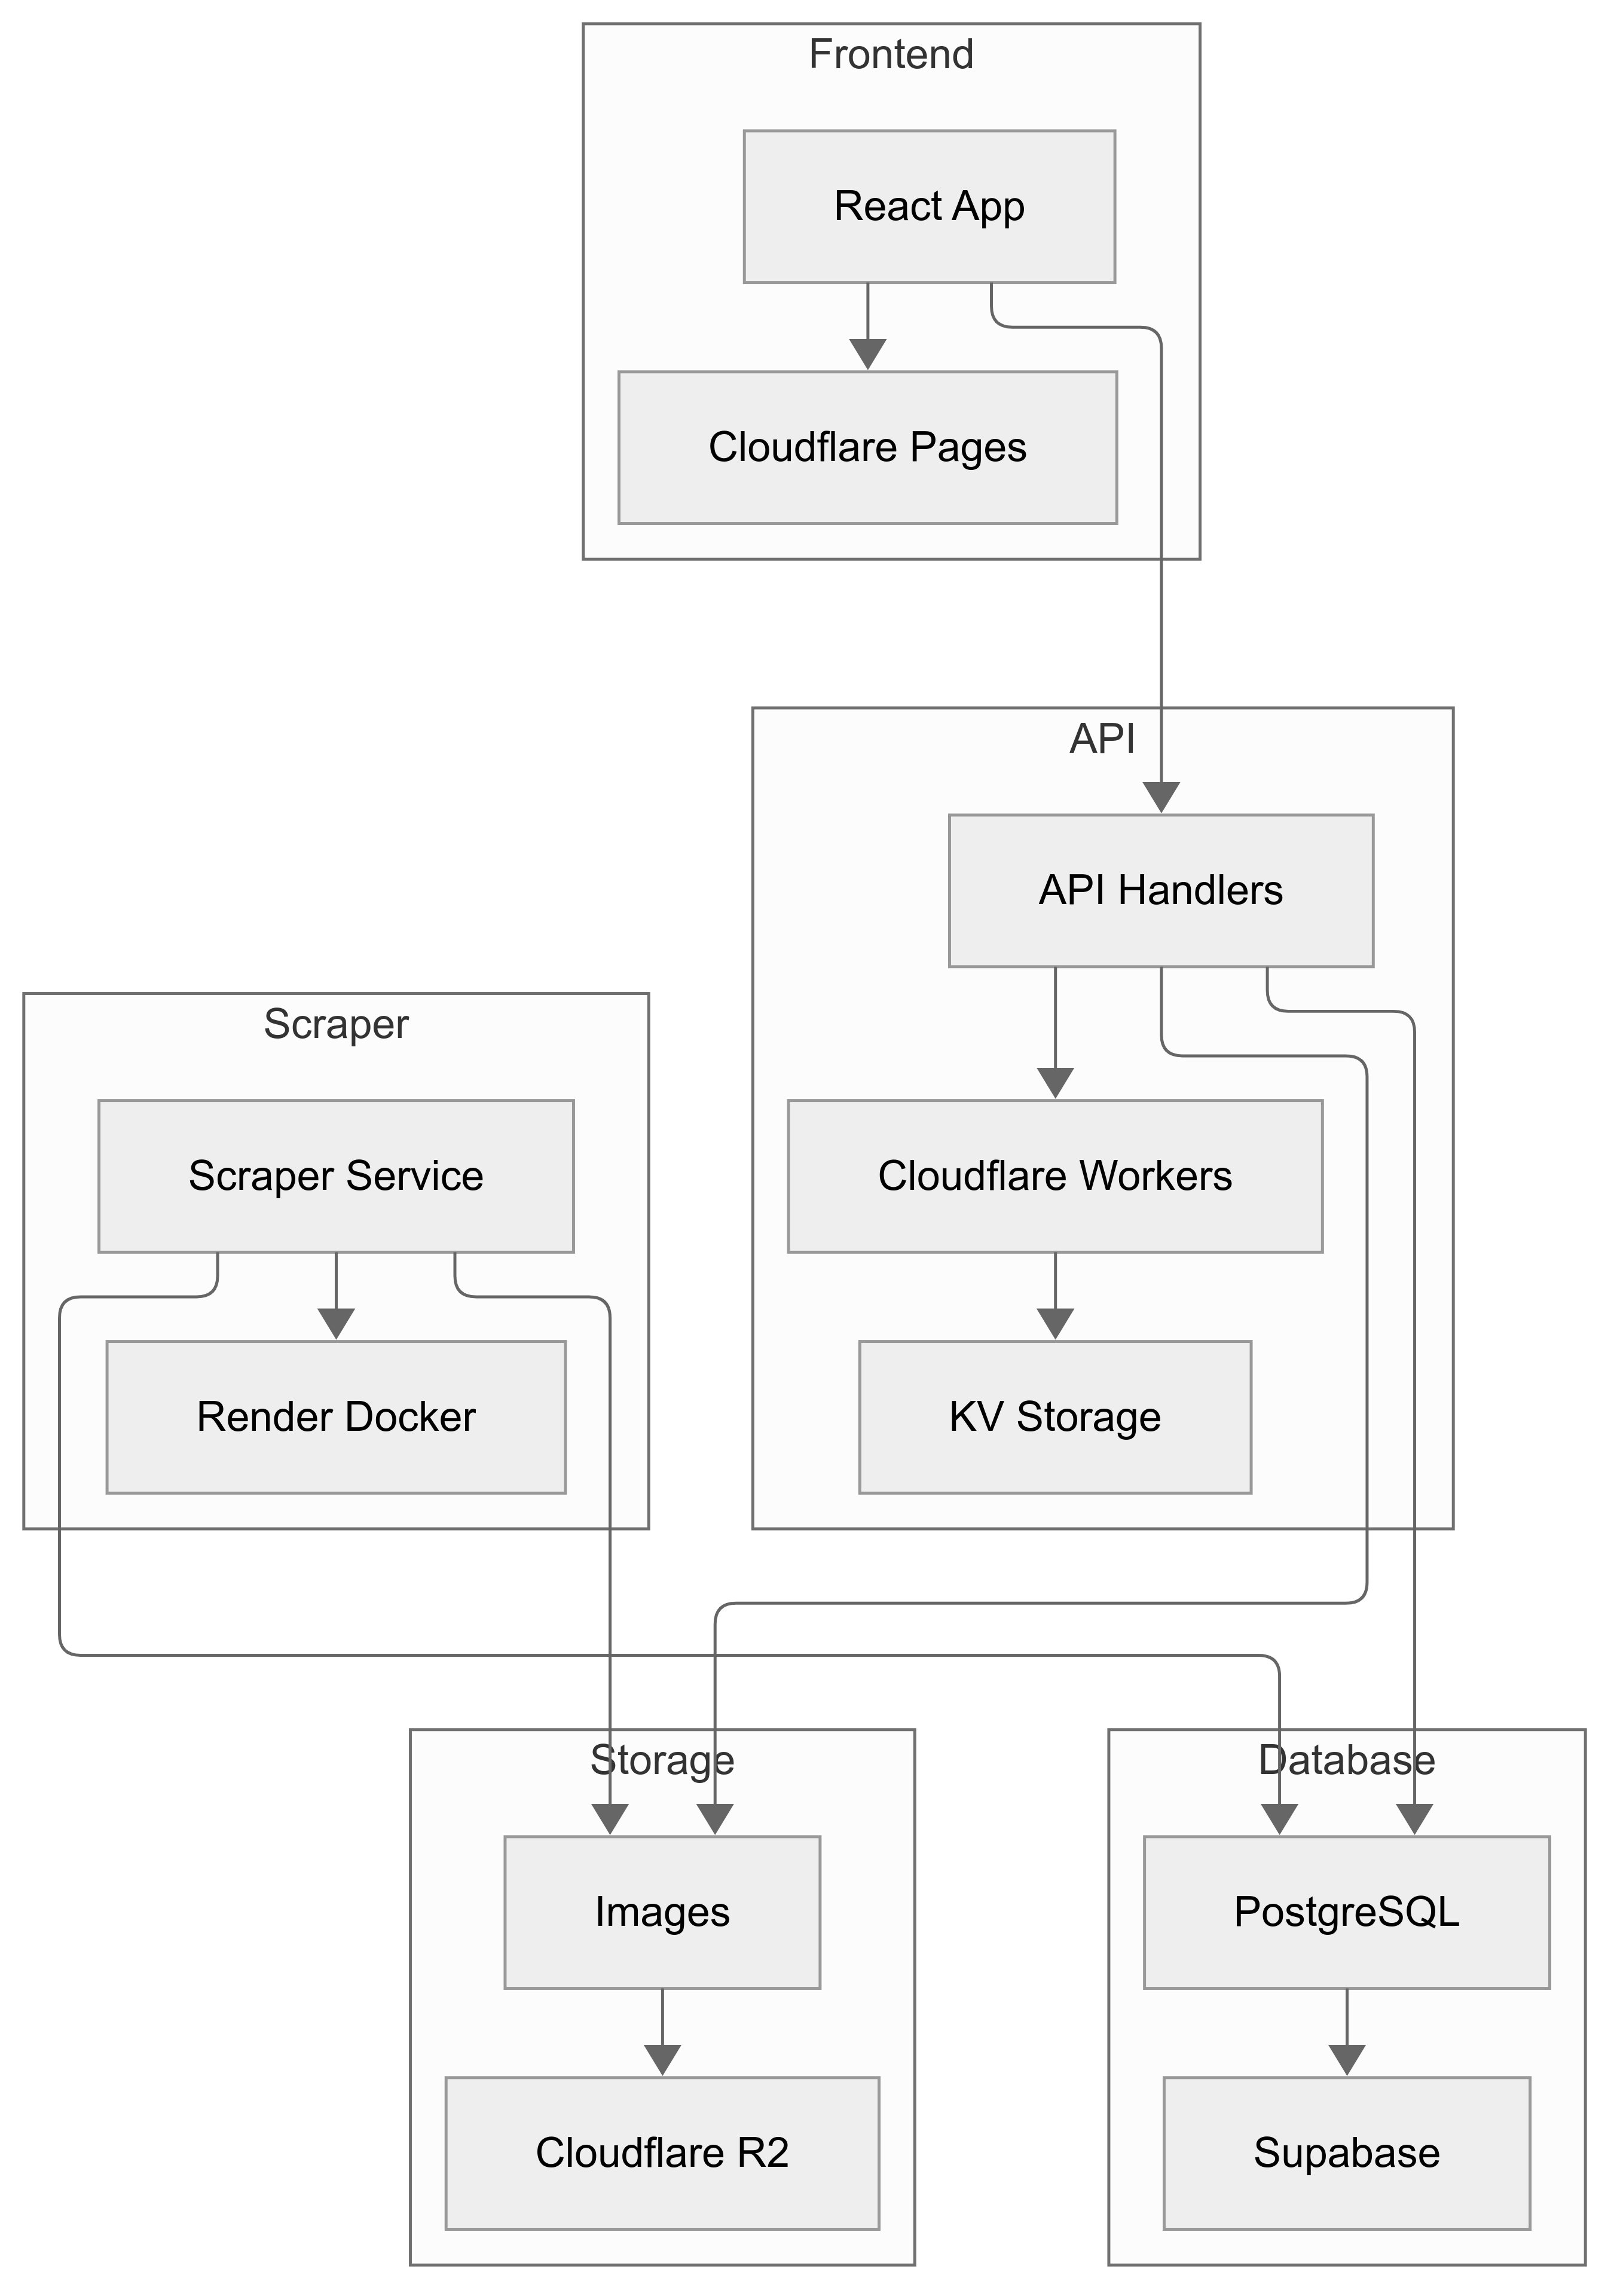 Frontend
React App
Cloudflare Pages
API
API Handlers
Scraper
Scraper Service
Cloudflare Workers
Render Docker
KV Storage
Storage
Database
Images
PostgreSQL
Cloudflare R2
Supabase